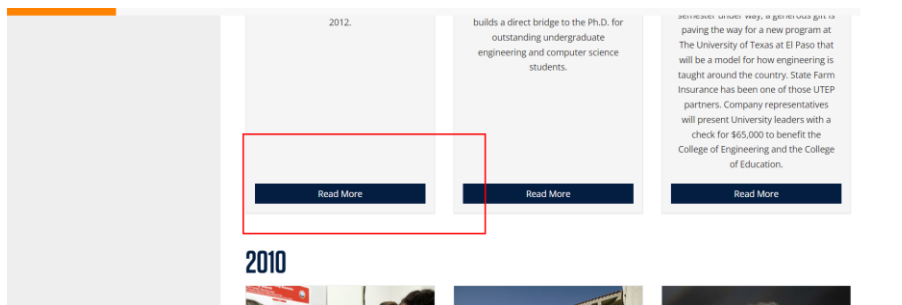 2012.
Read More
builds a direct bridge to the Ph.D. for
outstanding undergraduate
engineering and computer science
students.
Read More
semester under way, a generous gift is
paving the way for a new program at
The University of Texas at El Paso that
will be a model for how engineering is
taught around the country. State Farm
Insurance has been one of those UTEP
partners. Company representatives
will present University leaders with a
check for $65,000 to benefit the
College of Engineering and the College
of Education.
Read More
2010